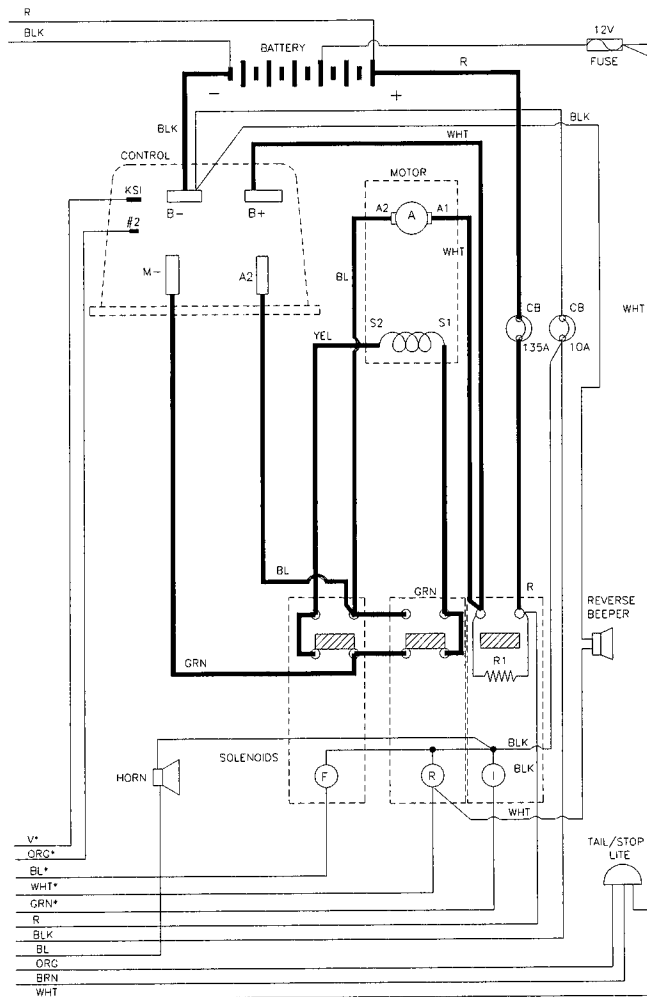 R
BLK
12V
BATTERY
FUSE
R
−
+
BLK
BLK
WHT
CONTROL
MOTOR
KSI
B−
B+
A2
A
A1
#2
WHT
M−
A2
BL
CB
CB
WHT
YEL
S2
S1
135A
10A
BL
GRN
R
REVERSE
BEEPER
R1
GRN
BLK
SOLENOIDS
HORN
F
R
I
BLK
WHT
V*
TAIL/STOP
LITE
ORG*
BL*
WHT*
GRN*
R
BLK
BL
ORG
BRN
WHT